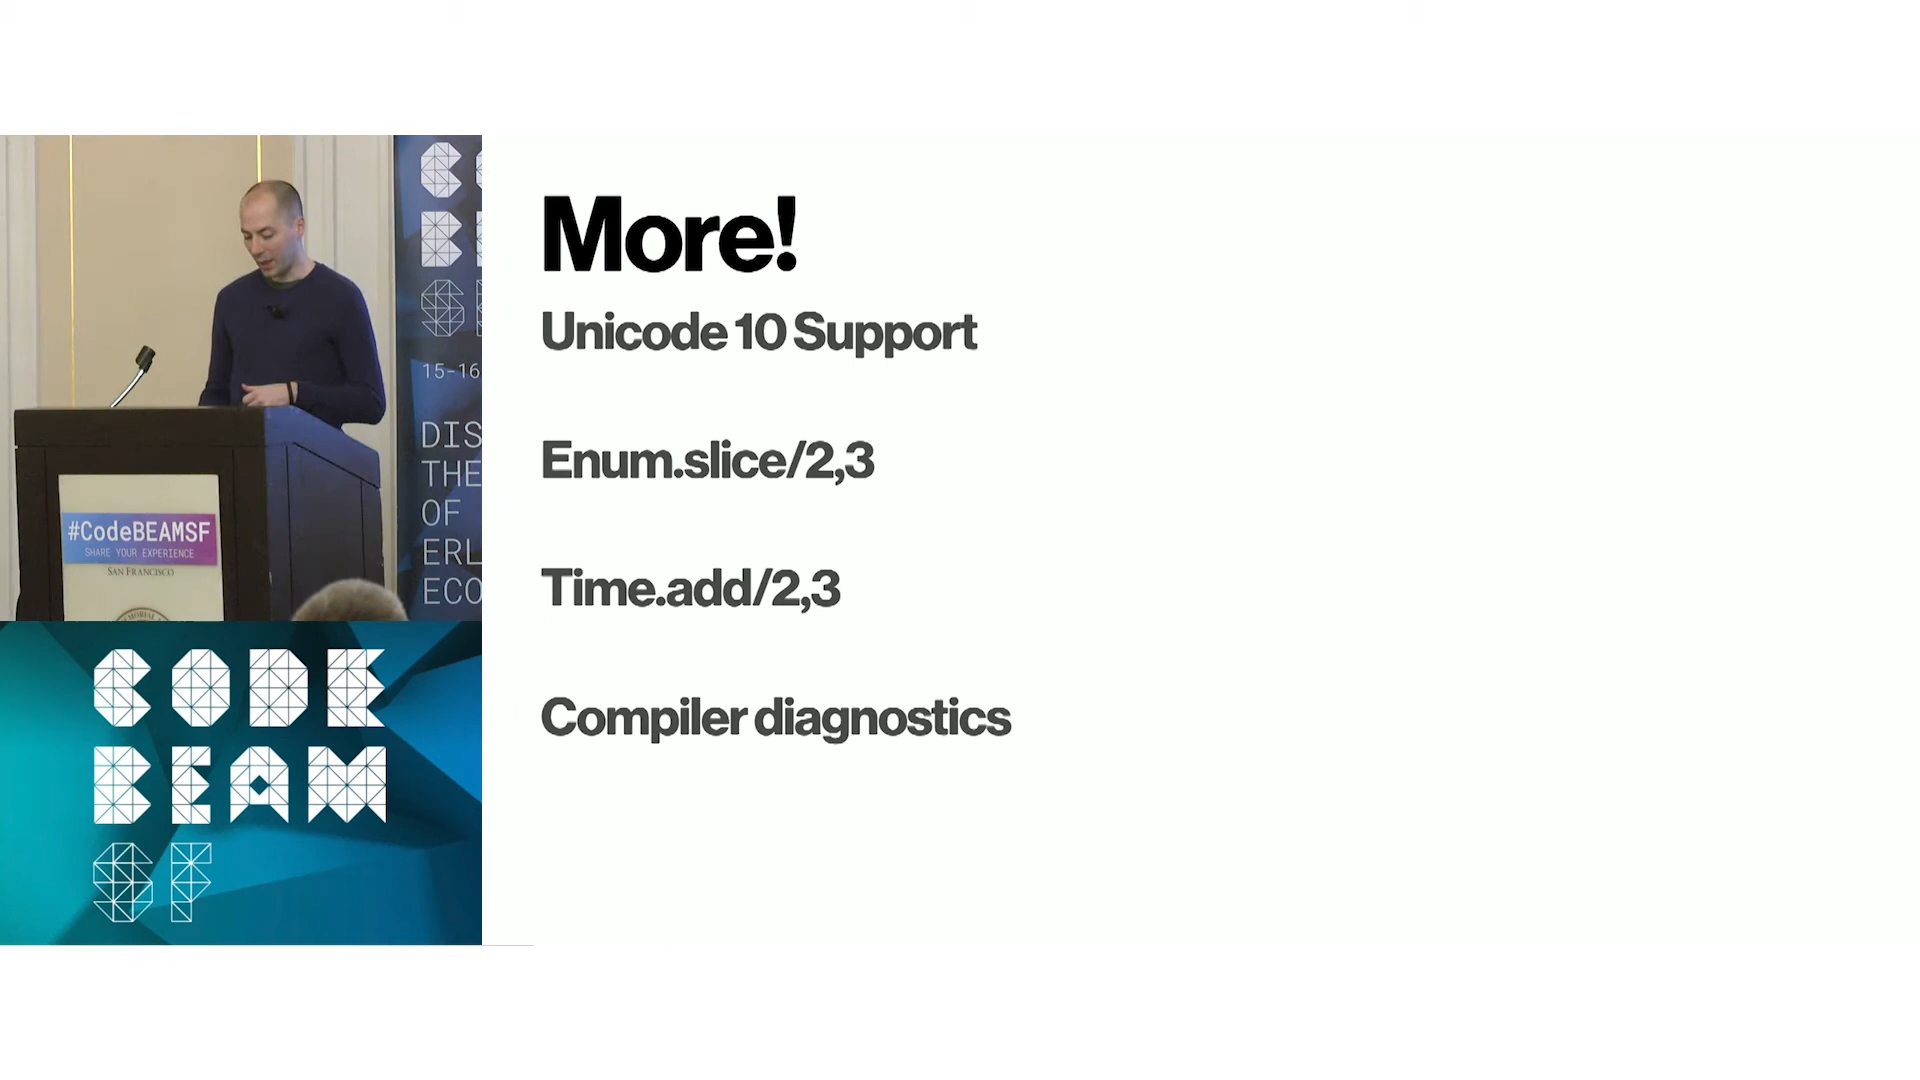 More!
Unicode 10 Support
Enum.slice/2,3
Time.add/2,3
Compiler diagnostics
15-16
DIS
THE
OF
ERL
ECO
#CodeBEAMSF
SHARE YOUR EXPERIENCE
SAN FRANCISCO
CODE
BEAM
SF